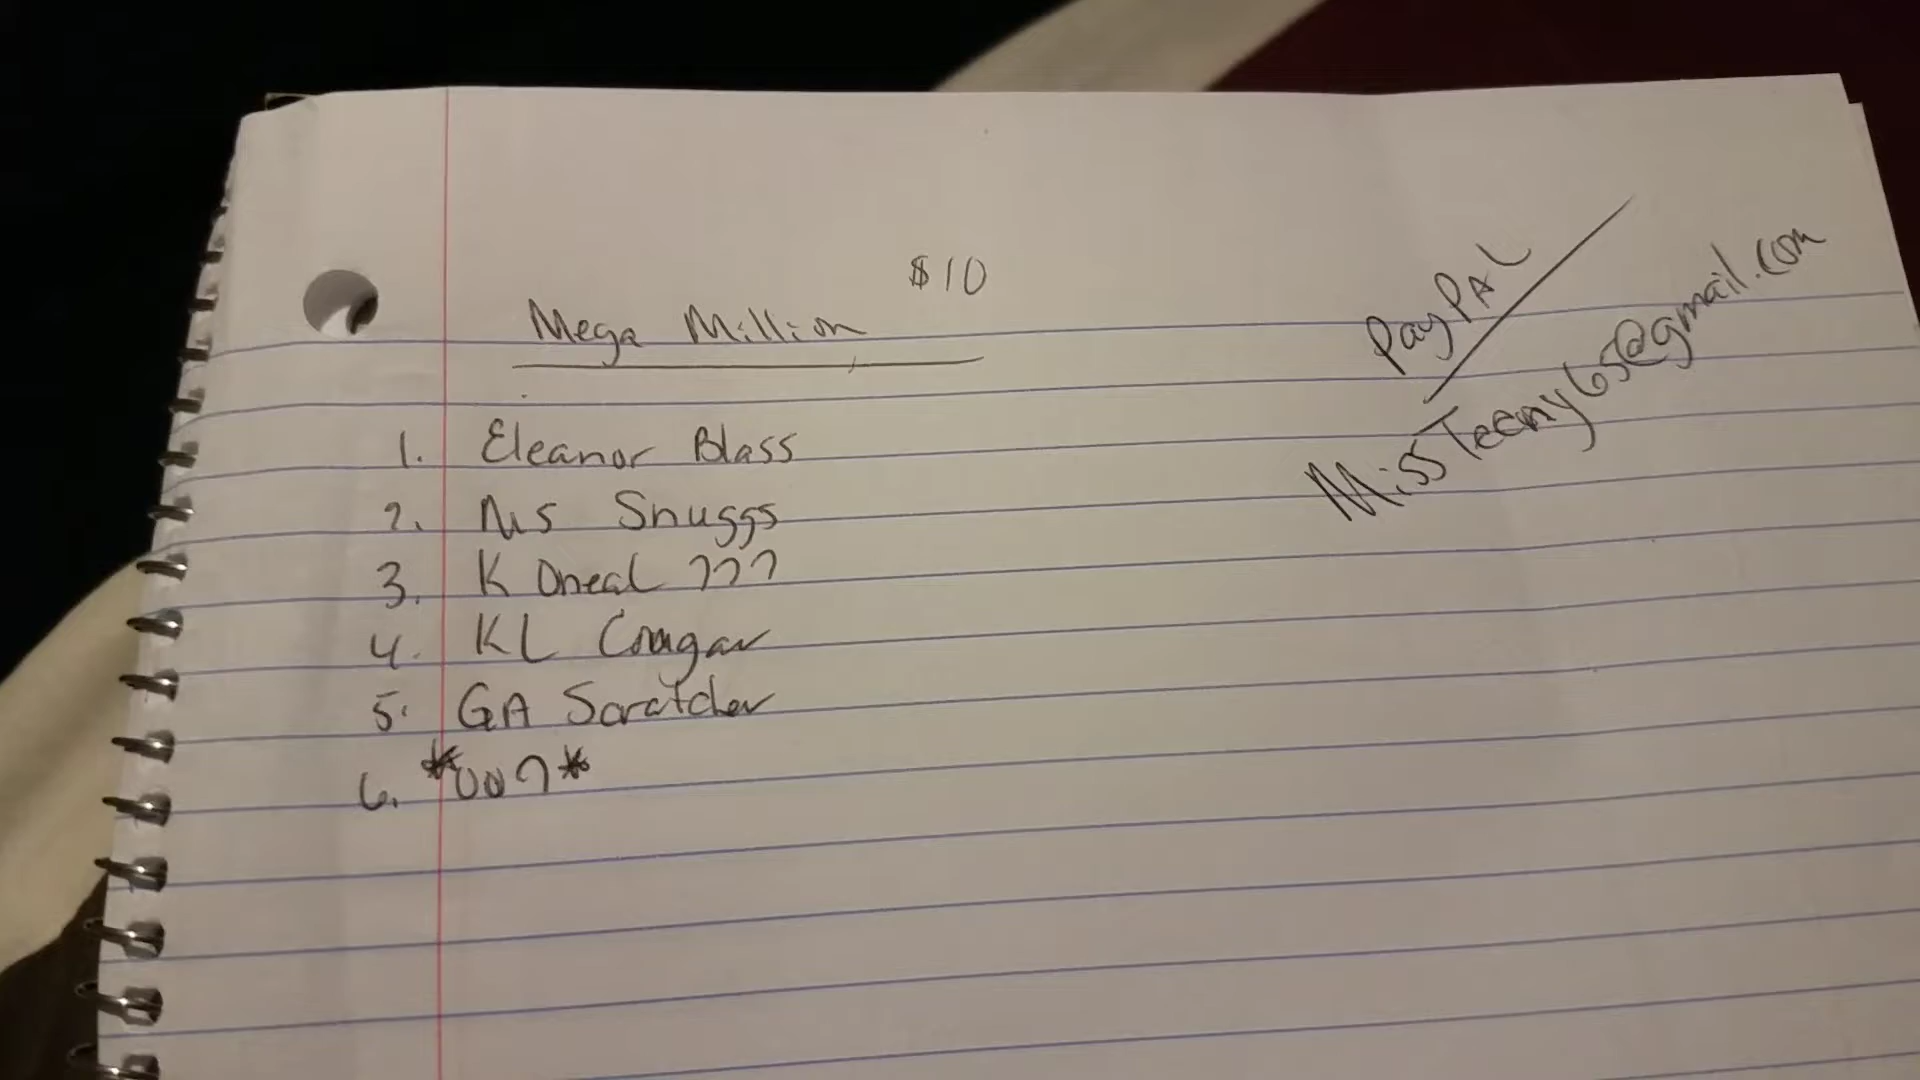 $10
Mega Million
1. Eleanor Blass
2. Ms Snuggs
3. K Oneal ???
4. KL Cougar
5. GA Scratcher
6. *007*
PayPAL
MissTeeny65@gmail.com